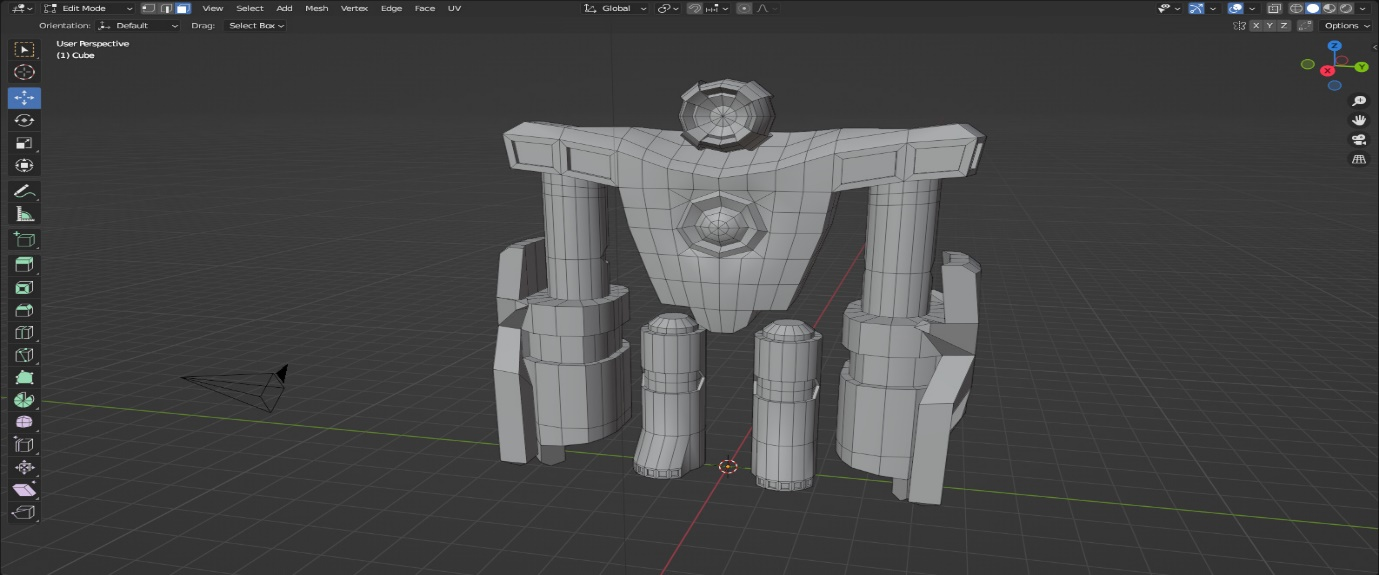 Edit Mode View Select Add Mesh Vertex Edge Face UV Global
Orientation: Default Drag: Select Box X Y Z Options
User Perspective
(1) Cube
Z
Y
X